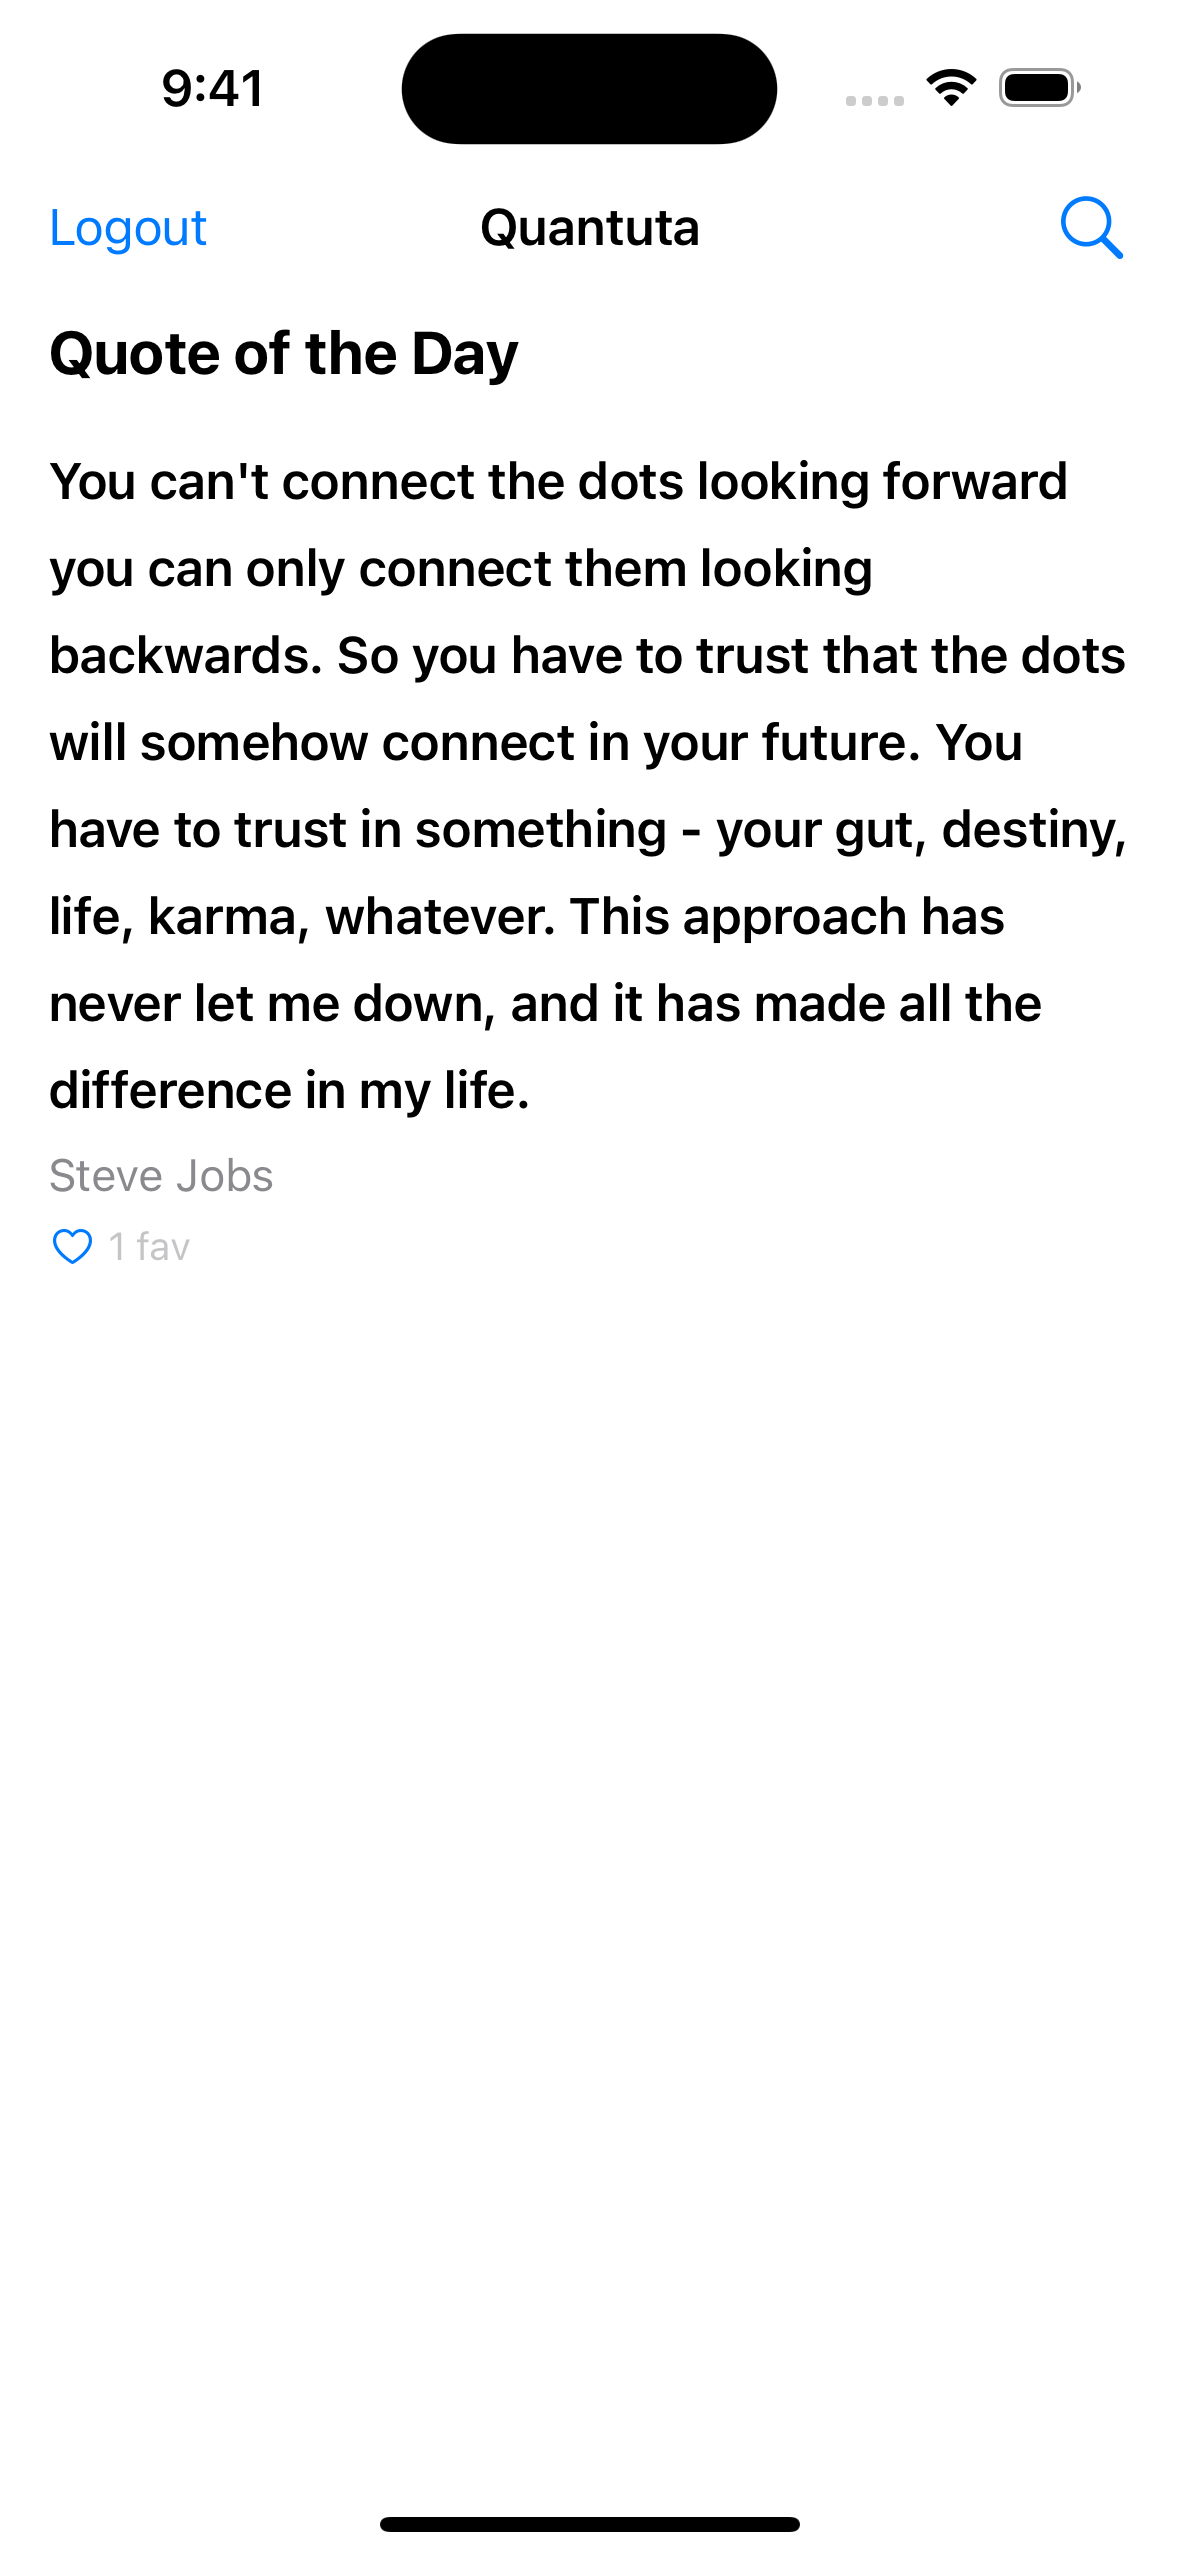 9:41
Logout
Quantuta
Quote of the Day
You can't connect the dots looking forward
you can only connect them looking
backwards. So you have to trust that the dots
will somehow connect in your future. You
have to trust in something - your gut, destiny,
life, karma, whatever. This approach has
never let me down, and it has made all the
difference in my life.
Steve Jobs
1 fav